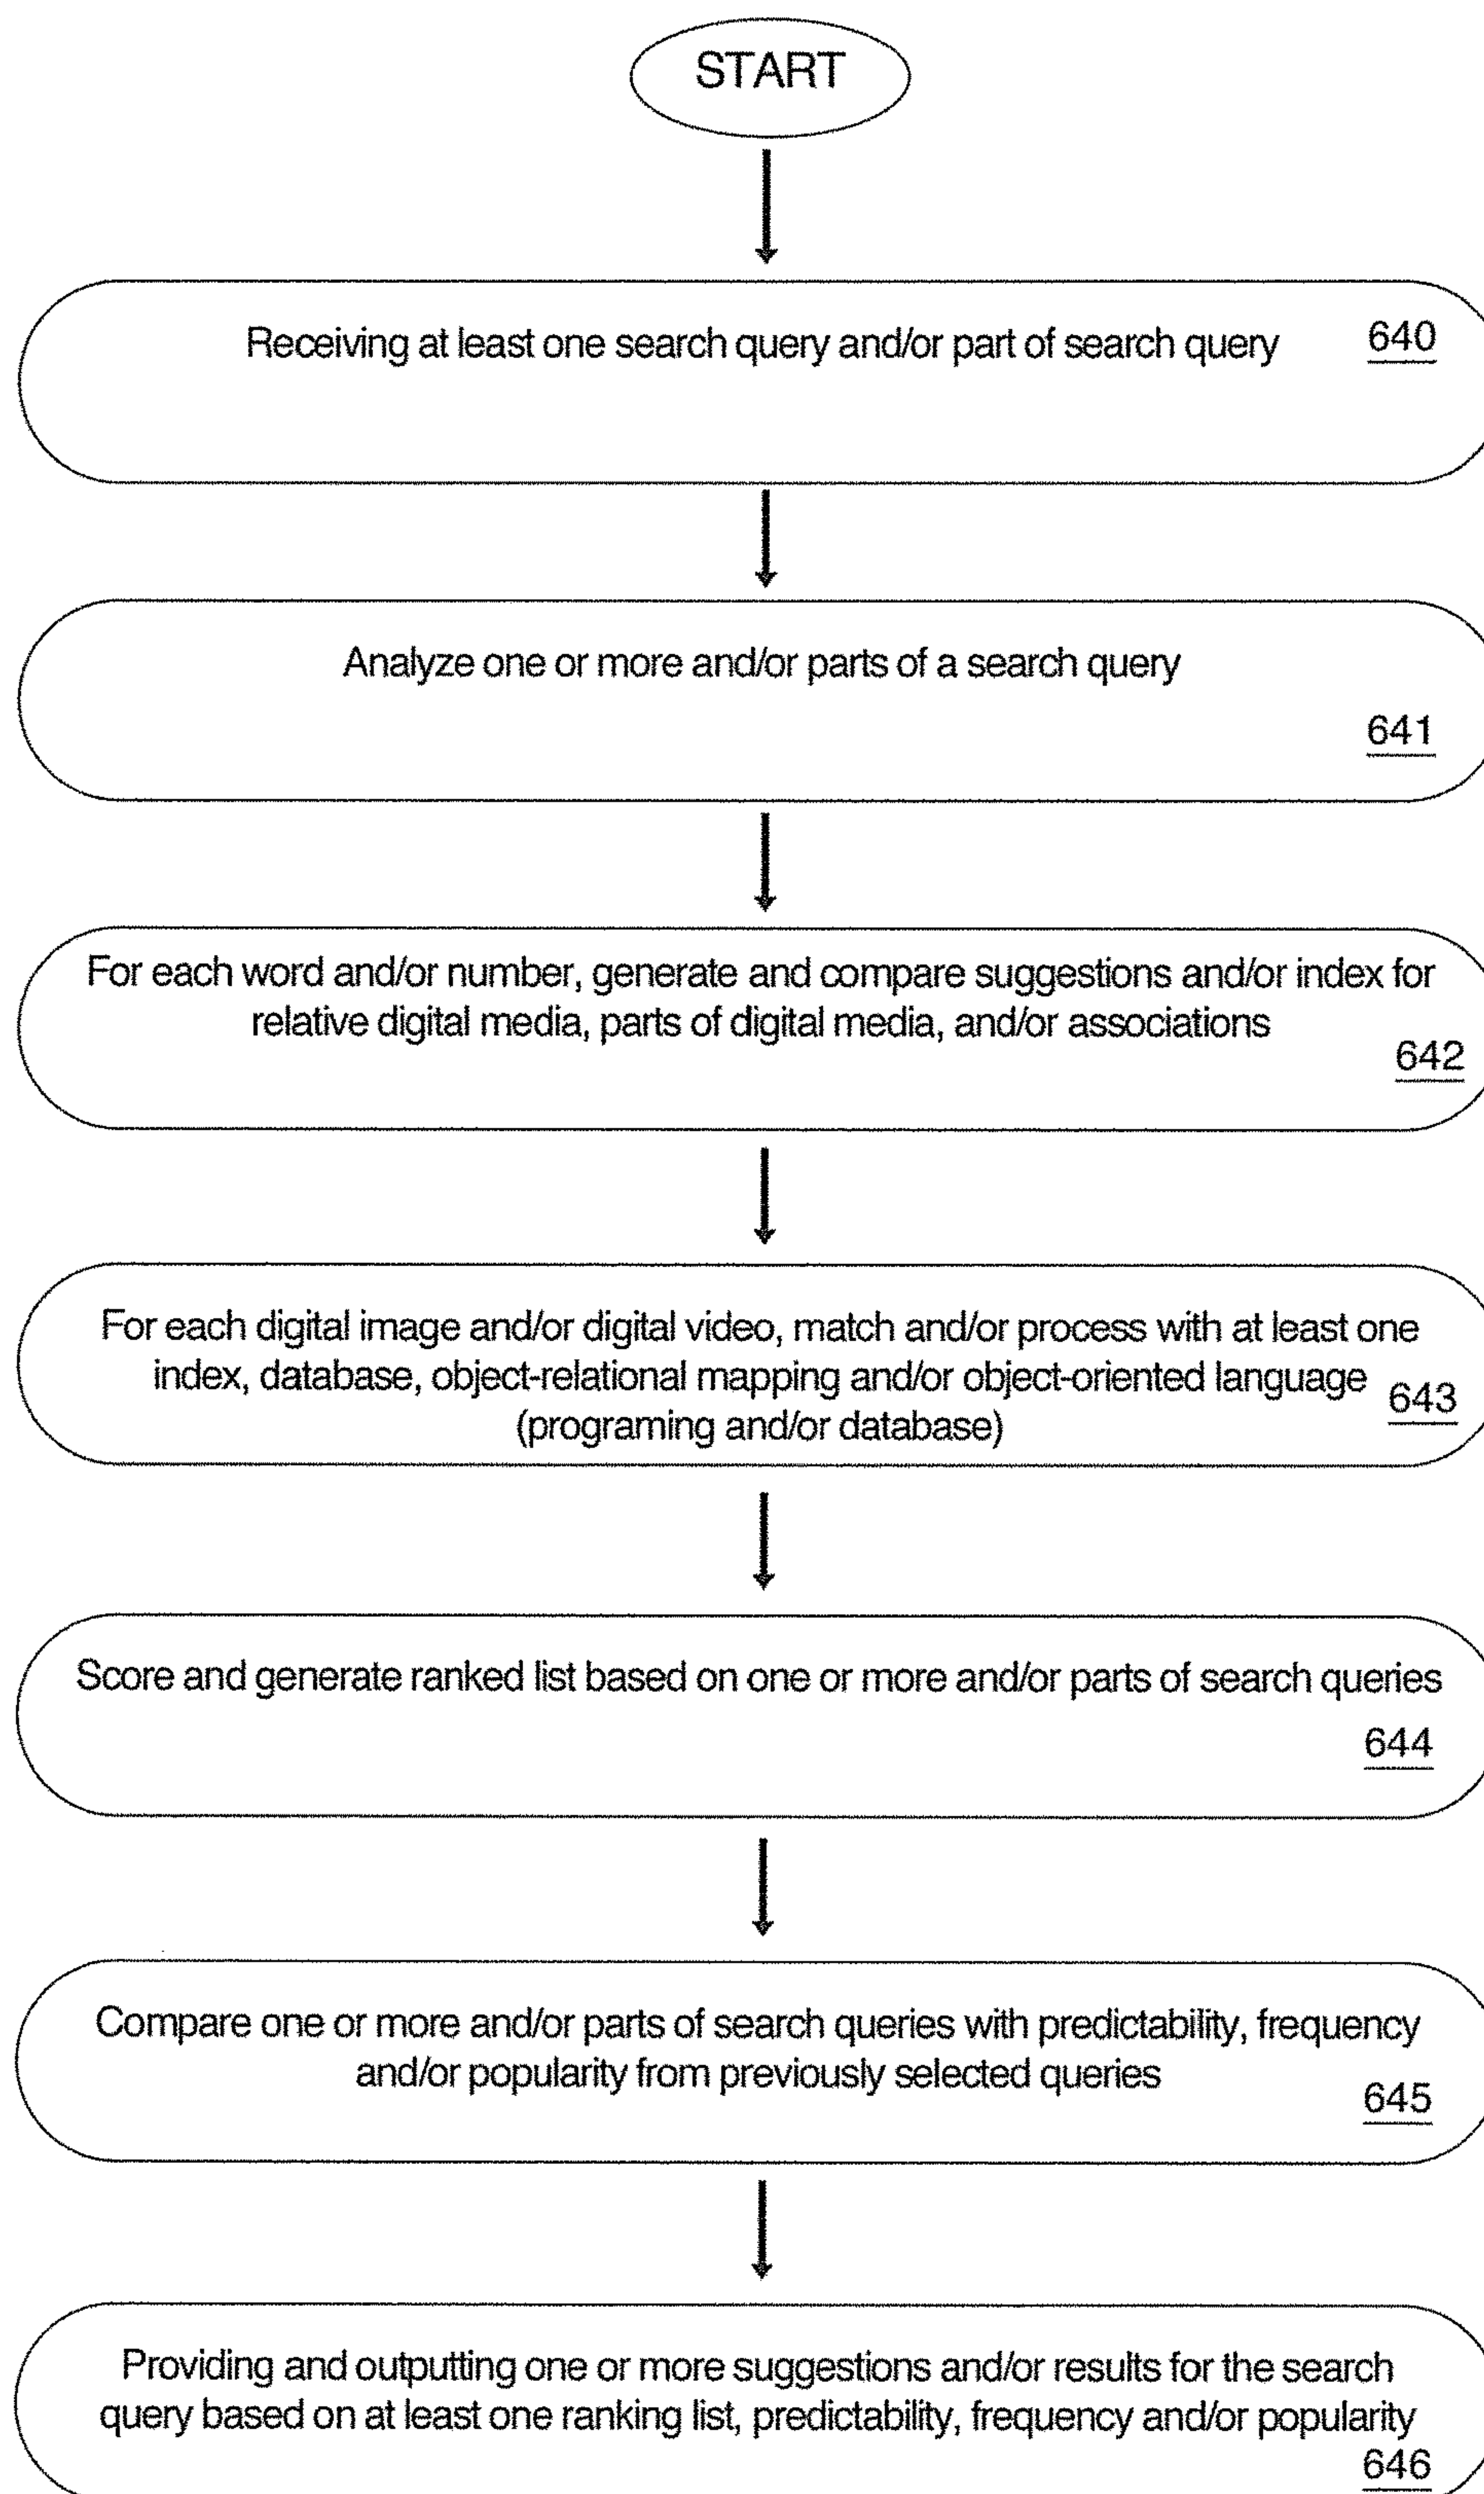 START
Receiving at least one search query and/or part of search query 640
Analyze one or more and/or parts of a search query
641
For each word and/or number, generate and compare suggestions and/or index for
relative digital media, parts of digital media, and/or associations
642
For each digital image and/or digital video, match and/or process with at least one
index, database, object-relational mapping and/or object-oriented language
643
(programing and/or database)
Score and generate ranked list based on one or more and/or parts of search queries
644
Compare one or more and/or parts of search queries with predictability, frequency
and/or popularity from previously selected queries
645
Providing and outputting one or more suggestions and/or results for the search
query based on at least one ranking list, predictability, frequency and/or popularity
646